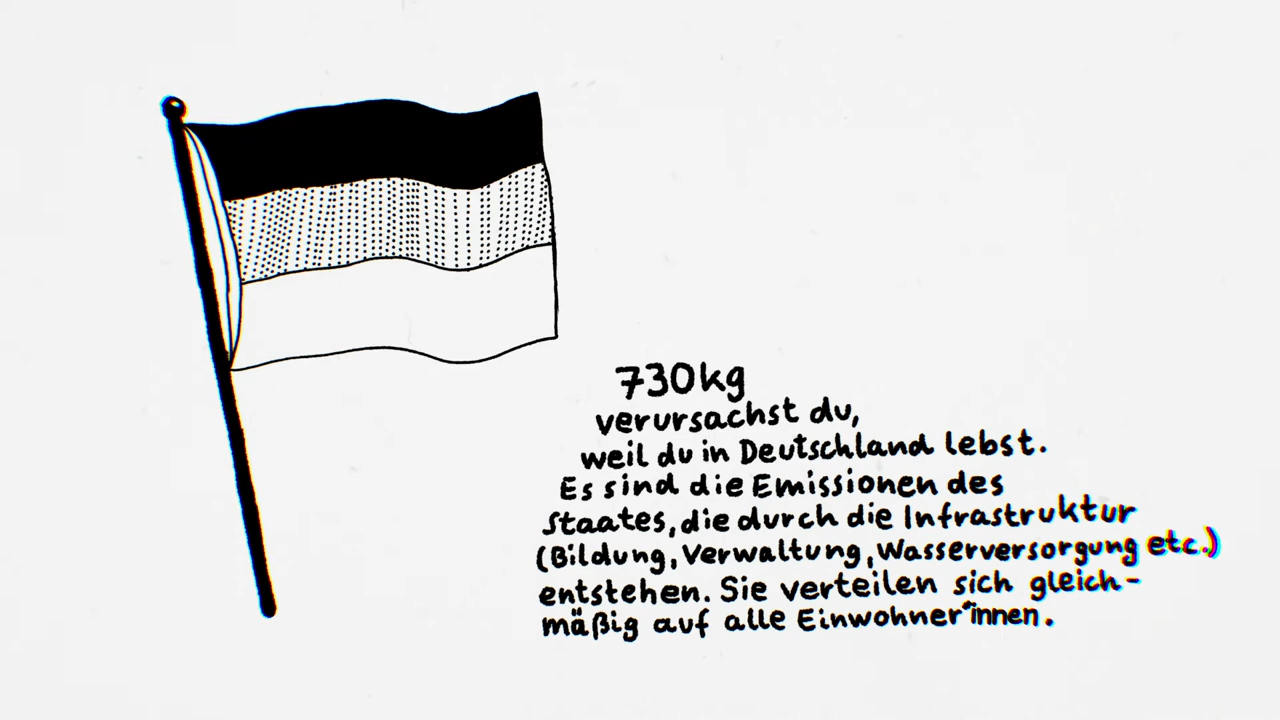 730kg
verursachst du,
weil du in Deutschland lebst.
Es sind die Emissionen des
Staates, die durch die Infrastruktur
(Bildung, Verwaltung, Wasserversorgung etc.)
entstehen. Sie verteilen sich gleich-
mäßig auf alle Einwohner*innen.